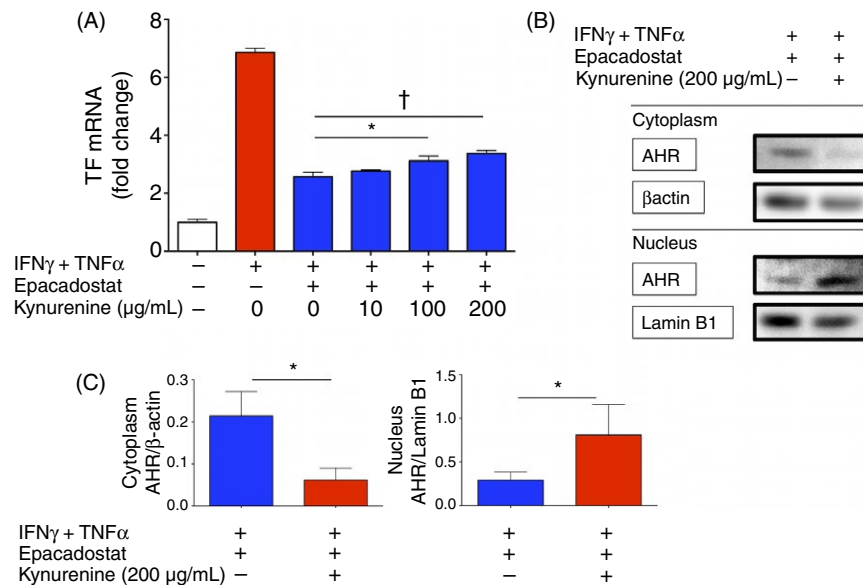 (A)
TF mRNA
(fold change)
8
6
4
2
0
*
†
IFNγ + TNFα – + + + + +
Epacadostat – – + + + +
Kynurenine (μg/mL) – 0 0 10 100 200
(B)
IFNγ + TNFα + +
Epacadostat + +
Kynurenine (200 μg/mL) – +
Cytoplasm
AHR
βactin
Nucleus
AHR
Lamin B1
(C)
Cytoplasm
AHR/β-actin
0.3
0.2
0.1
0.0
*
Nucleus
AHR/Lamin B1
1.5
1.0
0.5
0.0
*
IFNγ + TNFα + + + +
Epacadostat + + + +
Kynurenine (200 μg/mL) – + – +